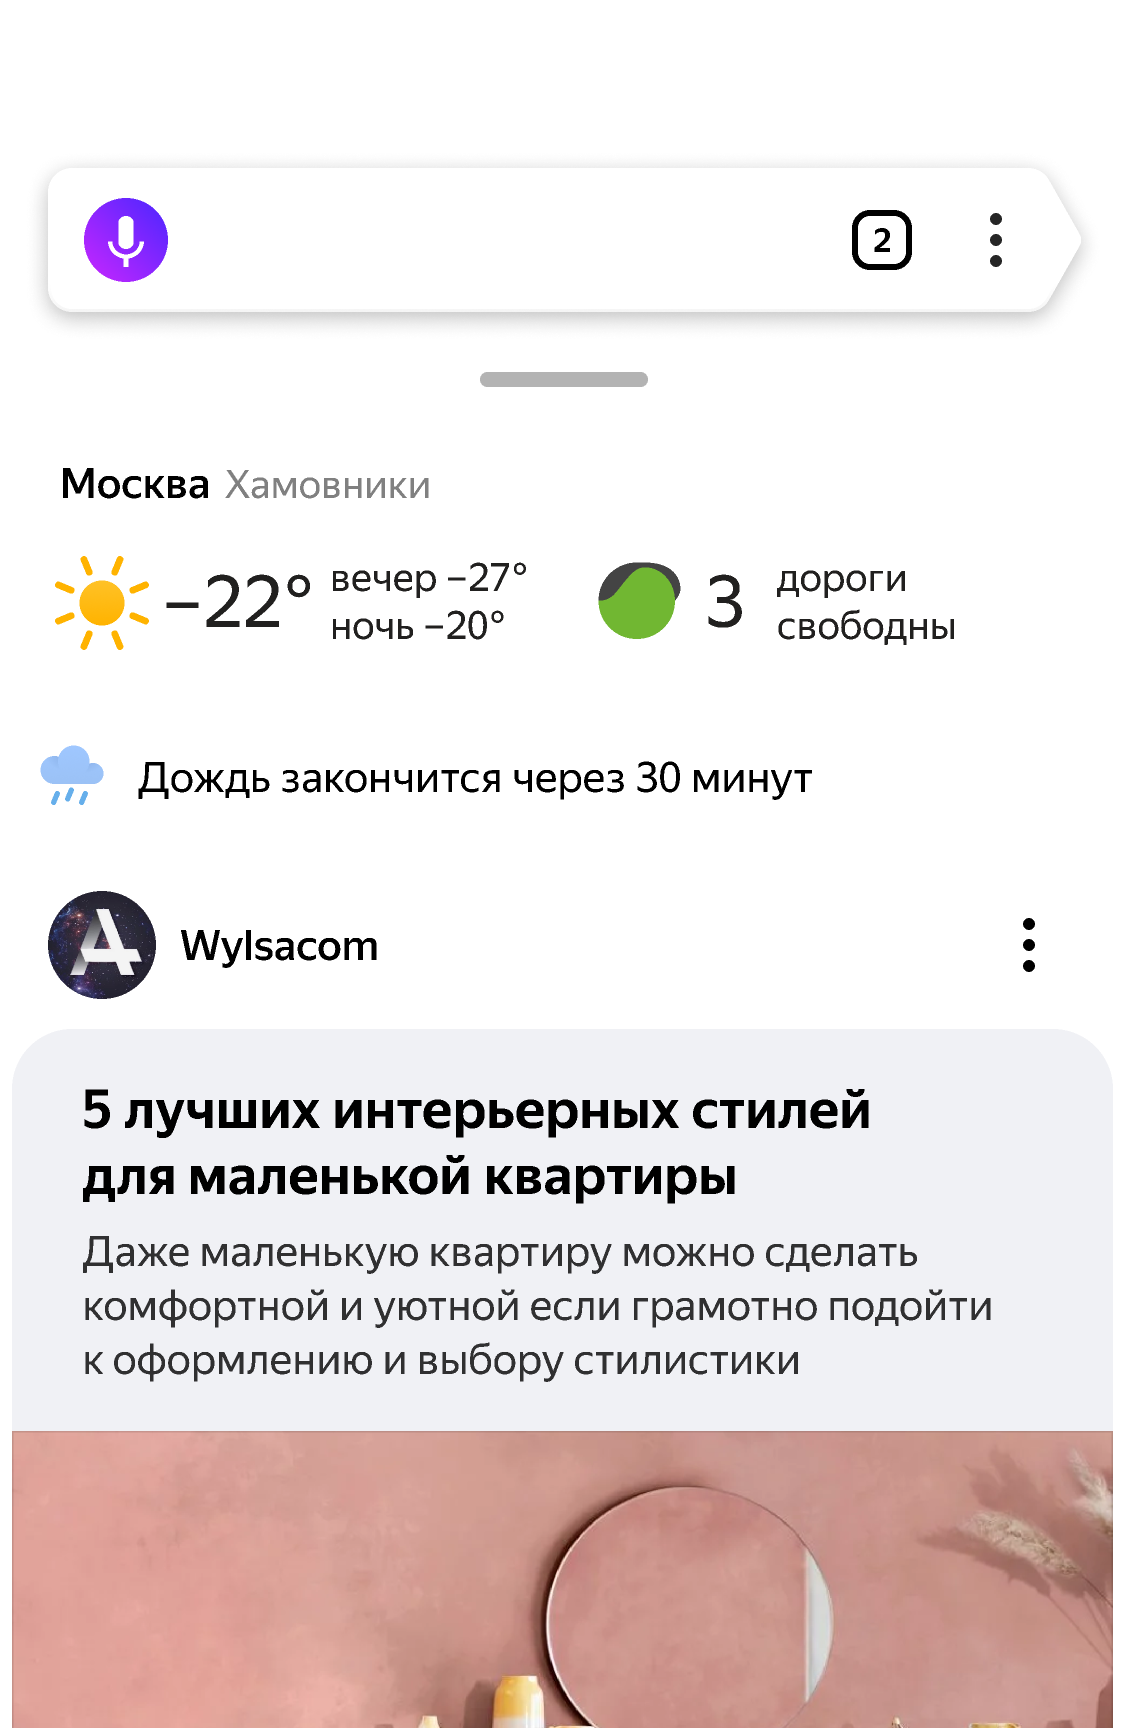 2
Москва Хамовники
–22°
вечер –27°
ночь –20°
3
дороги
свободны
Дождь закончится через 30 минут
Wylsacom
5 лучших интерьерных стилей
для маленькой квартиры
Даже маленькую квартиру можно сделать
комфортной и уютной если грамотно подойти
к оформлению и выбору стилистики